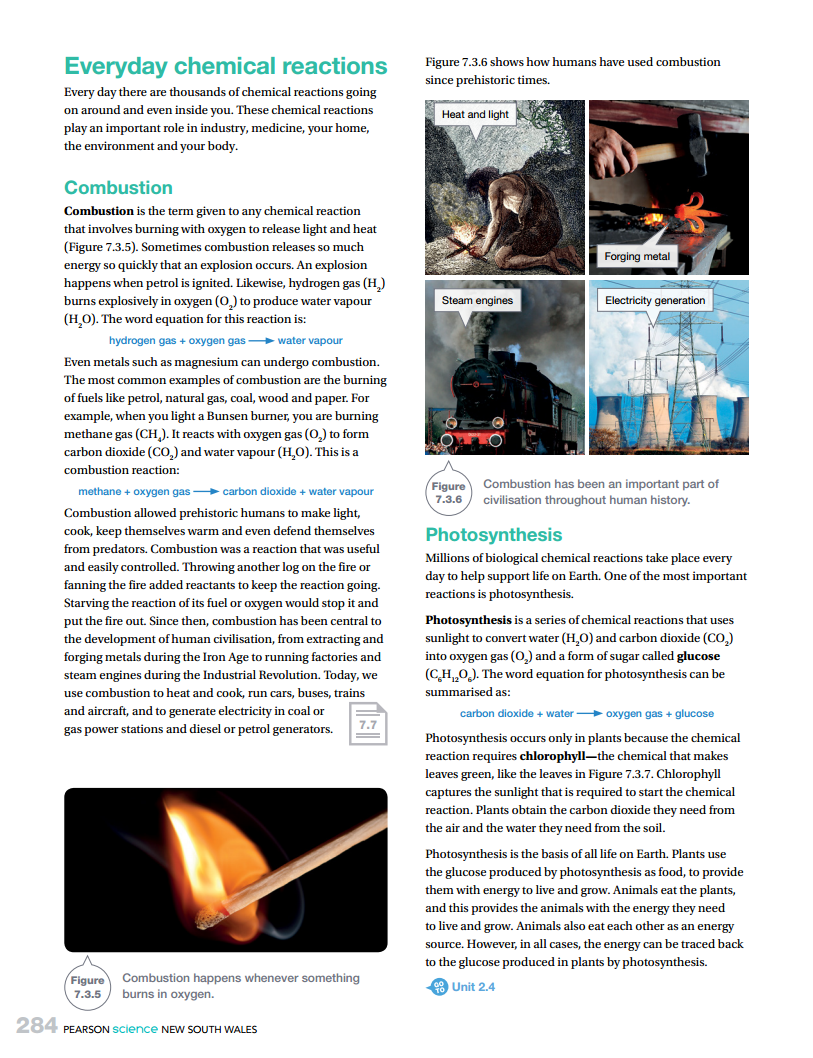 Everyday chemical reactions
Every day there are thousands of chemical reactions going
on around and even inside you. These chemical reactions
play an important role in industry, medicine, your home,
the environment and your body.
Combustion
Combustion is the term given to any chemical reaction
that involves burning with oxygen to release light and heat
(Figure 7.3.5). Sometimes combustion releases so much
energy so quickly that an explosion occurs. An explosion
happens when petrol is ignited. Likewise, hydrogen gas (H₂)
burns explosively in oxygen (O₂) to produce water vapour
(H₂O). The word equation for this reaction is:
hydrogen gas + oxygen gas ⟶ water vapour
Even metals such as magnesium can undergo combustion.
The most common examples of combustion are the burning
of fuels like petrol, natural gas, coal, wood and paper. For
example, when you light a Bunsen burner, you are burning
methane gas (CH₄). It reacts with oxygen gas (O₂) to form
carbon dioxide (CO₂) and water vapour (H₂O). This is a
combustion reaction:
methane + oxygen gas ⟶ carbon dioxide + water vapour
Combustion allowed prehistoric humans to make light,
cook, keep themselves warm and even defend themselves
from predators. Combustion was a reaction that was useful
and easily controlled. Throwing another log on the fire or
fanning the fire added reactants to keep the reaction going.
Starving the reaction of its fuel or oxygen would stop it and
put the fire out. Since then, combustion has been central to
the development of human civilisation, from extracting and
forging metals during the Iron Age to running factories and
steam engines during the Industrial Revolution. Today, we
use combustion to heat and cook, run cars, buses, trains
and aircraft, and to generate electricity in coal or
gas power stations and diesel or petrol generators.
7.7
Figure
7.3.5
Combustion happens whenever something
burns in oxygen.
Figure 7.3.6 shows how humans have used combustion
since prehistoric times.
Heat and light
Forging metal
Steam engines
Electricity generation
Figure
7.3.6
Combustion has been an important part of
civilisation throughout human history.
Photosynthesis
Millions of biological chemical reactions take place every
day to help support life on Earth. One of the most important
reactions is photosynthesis.
Photosynthesis is a series of chemical reactions that uses
sunlight to convert water (H₂O) and carbon dioxide (CO₂)
into oxygen gas (O₂) and a form of sugar called glucose
(C₆H₁₂O₆). The word equation for photosynthesis can be
summarised as:
carbon dioxide + water ⟶ oxygen gas + glucose
Photosynthesis occurs only in plants because the chemical
reaction requires chlorophyll—the chemical that makes
leaves green, like the leaves in Figure 7.3.7. Chlorophyll
captures the sunlight that is required to start the chemical
reaction. Plants obtain the carbon dioxide they need from
the air and the water they need from the soil.
Photosynthesis is the basis of all life on Earth. Plants use
the glucose produced by photosynthesis as food, to provide
them with energy to live and grow. Animals eat the plants,
and this provides the animals with the energy they need
to live and grow. Animals also eat each other as an energy
source. However, in all cases, the energy can be traced back
to the glucose produced in plants by photosynthesis.
GO TO Unit 2.4
284 PEARSON science NEW SOUTH WALES